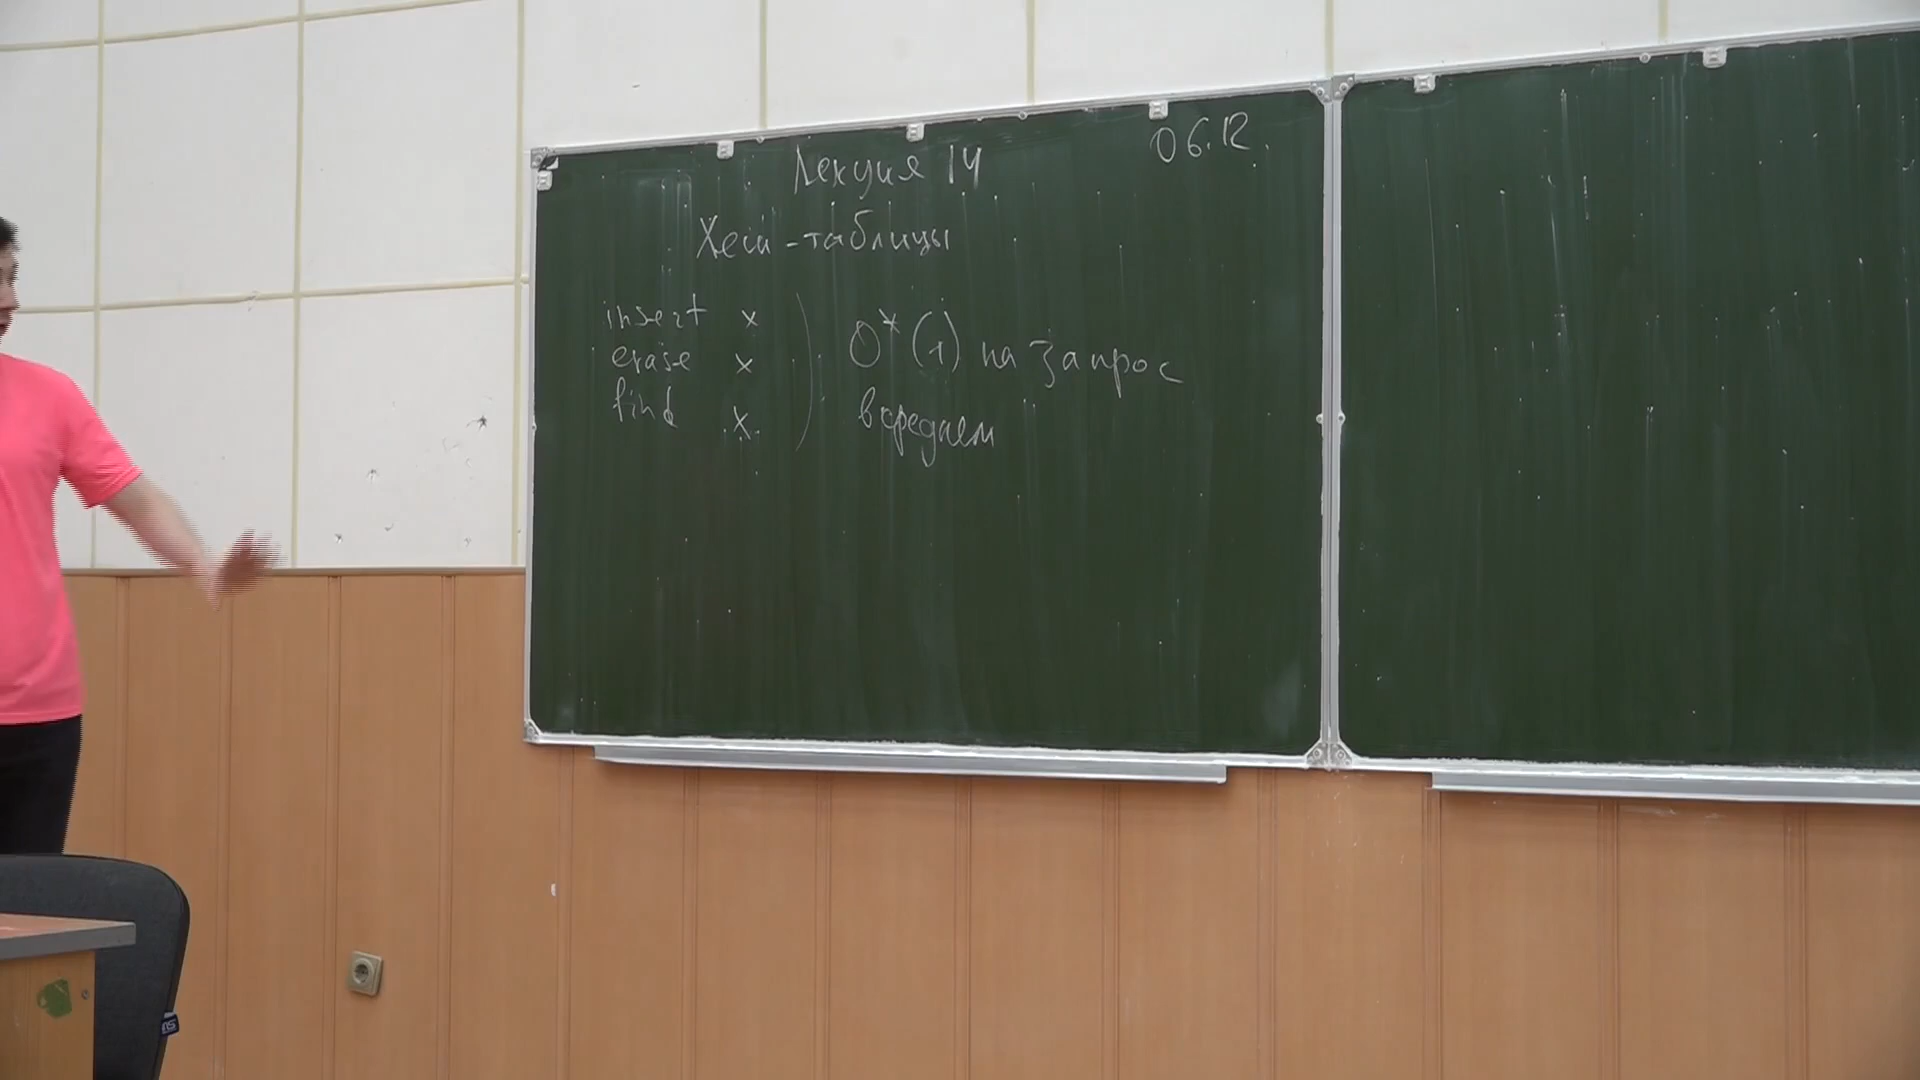 Лекция 14
06.12.
Хеш-таблицы
insert x
erase x
find x
O*(1) на запрос
в среднем